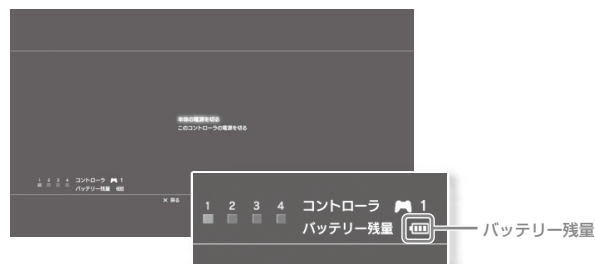 本体の電源を切る
このコントローラの電源を切る
1 2 3 4 コントローラ 1
バッテリー残量
× 戻る
1 2 3 4 コントローラ 1
バッテリー残量
バッテリー残量